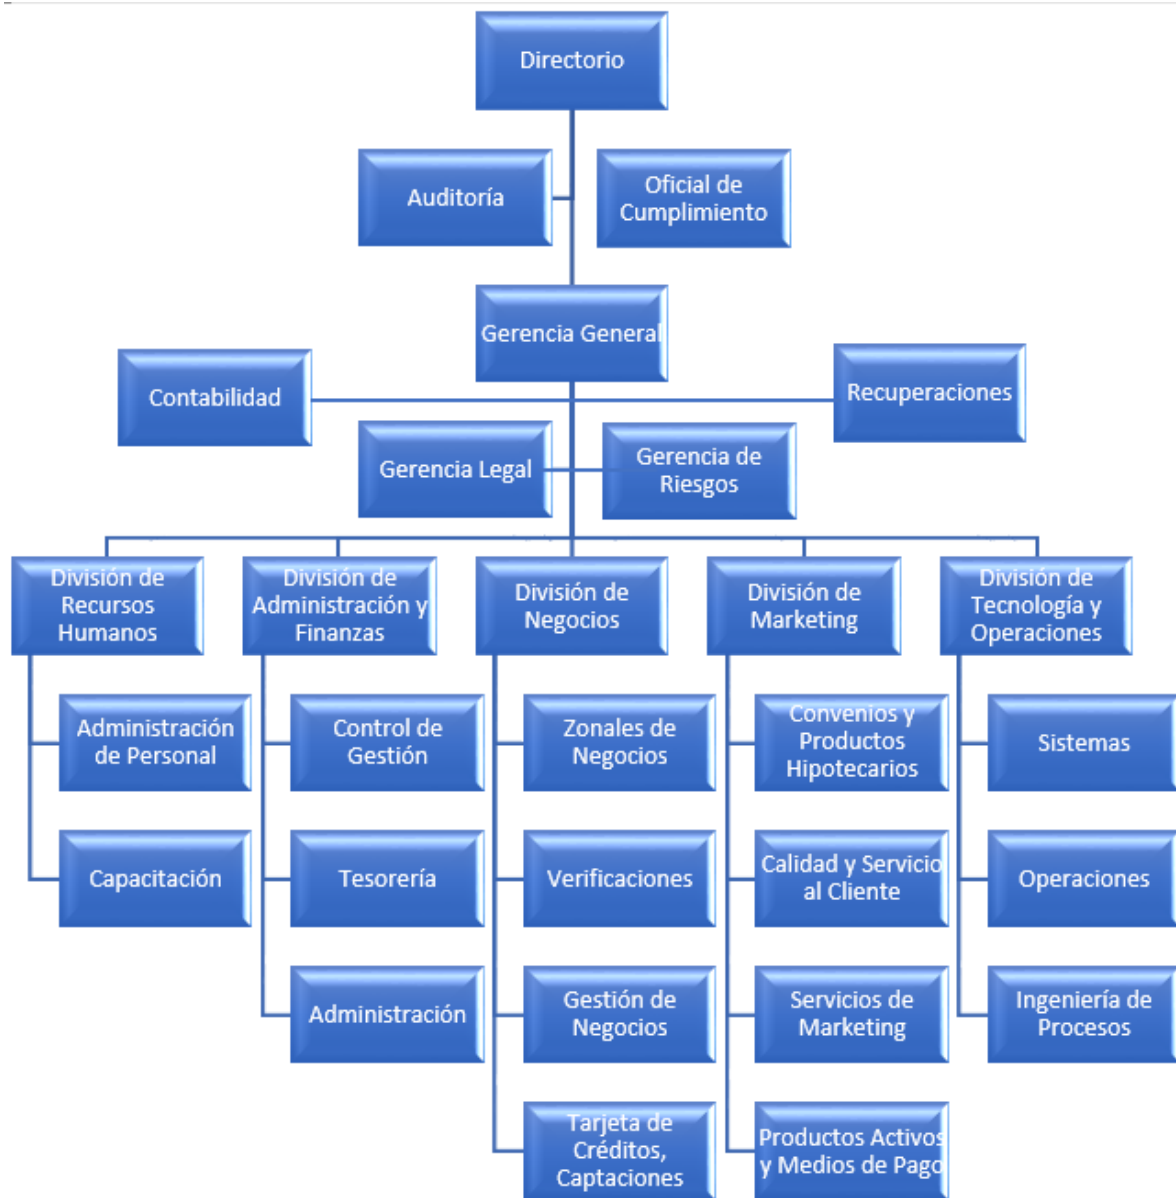 Directorio
Auditoría
Oficial de
Cumplimiento
Gerencia General
Contabilidad
Recuperaciones
Gerencia Legal
Gerencia de
Riesgos
División de
Recursos
Humanos
División de
Administración y
Finanzas
División de
Negocios
División de
Marketing
División de
Tecnología y
Operaciones
Administración
de Personal
Control de
Gestión
Zonales de
Negocios
Convenios y
Productos
Hipotecarios
Sistemas
Capacitación
Tesorería
Verificaciones
Calidad y Servicio
al Cliente
Operaciones
Administración
Gestión de
Negocios
Servicios de
Marketing
Ingeniería de
Procesos
Tarjeta de
Créditos,
Captaciones
Productos Activos
y Medios de Pago